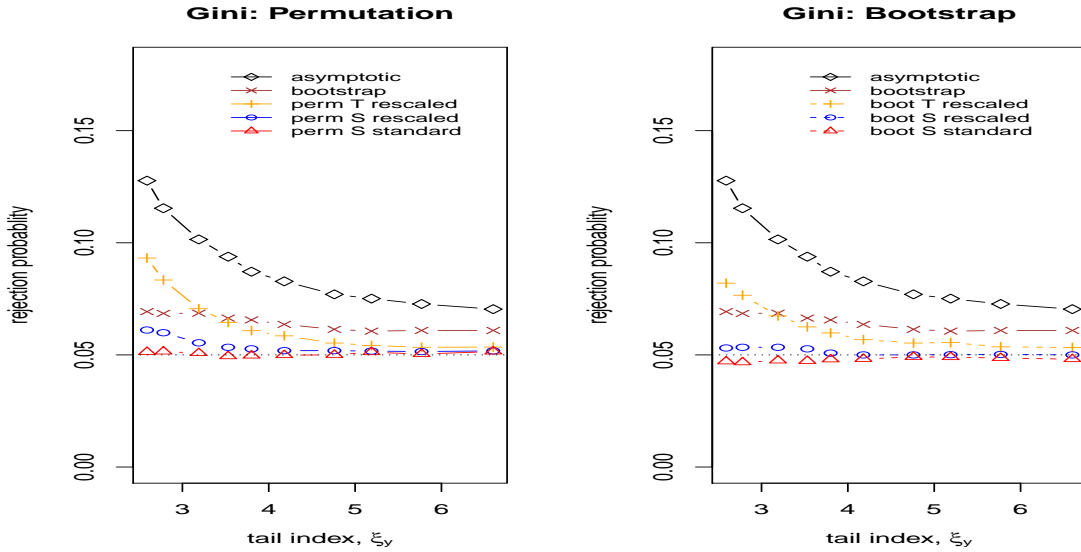 Gini: Permutation
rejection probablity
0.15
0.10
0.05
0.00
asymptotic
bootstrap
perm T rescaled
perm S rescaled
perm S standard
3 4 5 6
tail index, ξy
Gini: Bootstrap
rejection probablity
0.15
0.10
0.05
0.00
asymptotic
bootstrap
boot T rescaled
boot S rescaled
boot S standard
3 4 5 6
tail index, ξy